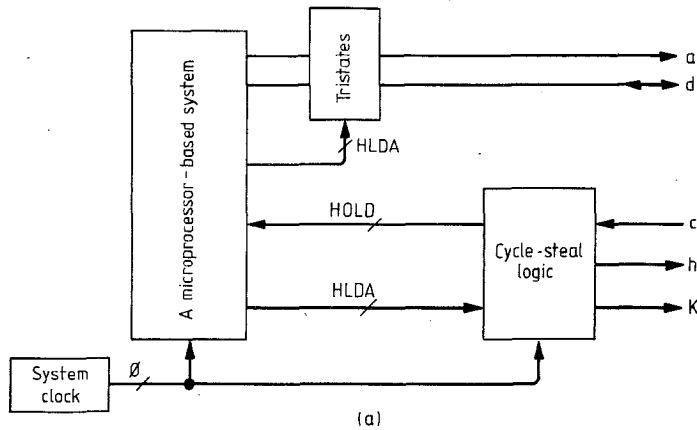 A microprocessor-based system
Tristates
a
d
HLDA
HOLD
Cycle-steal
logic
c
h
HLDA
K
System
clock
Ø
(a)